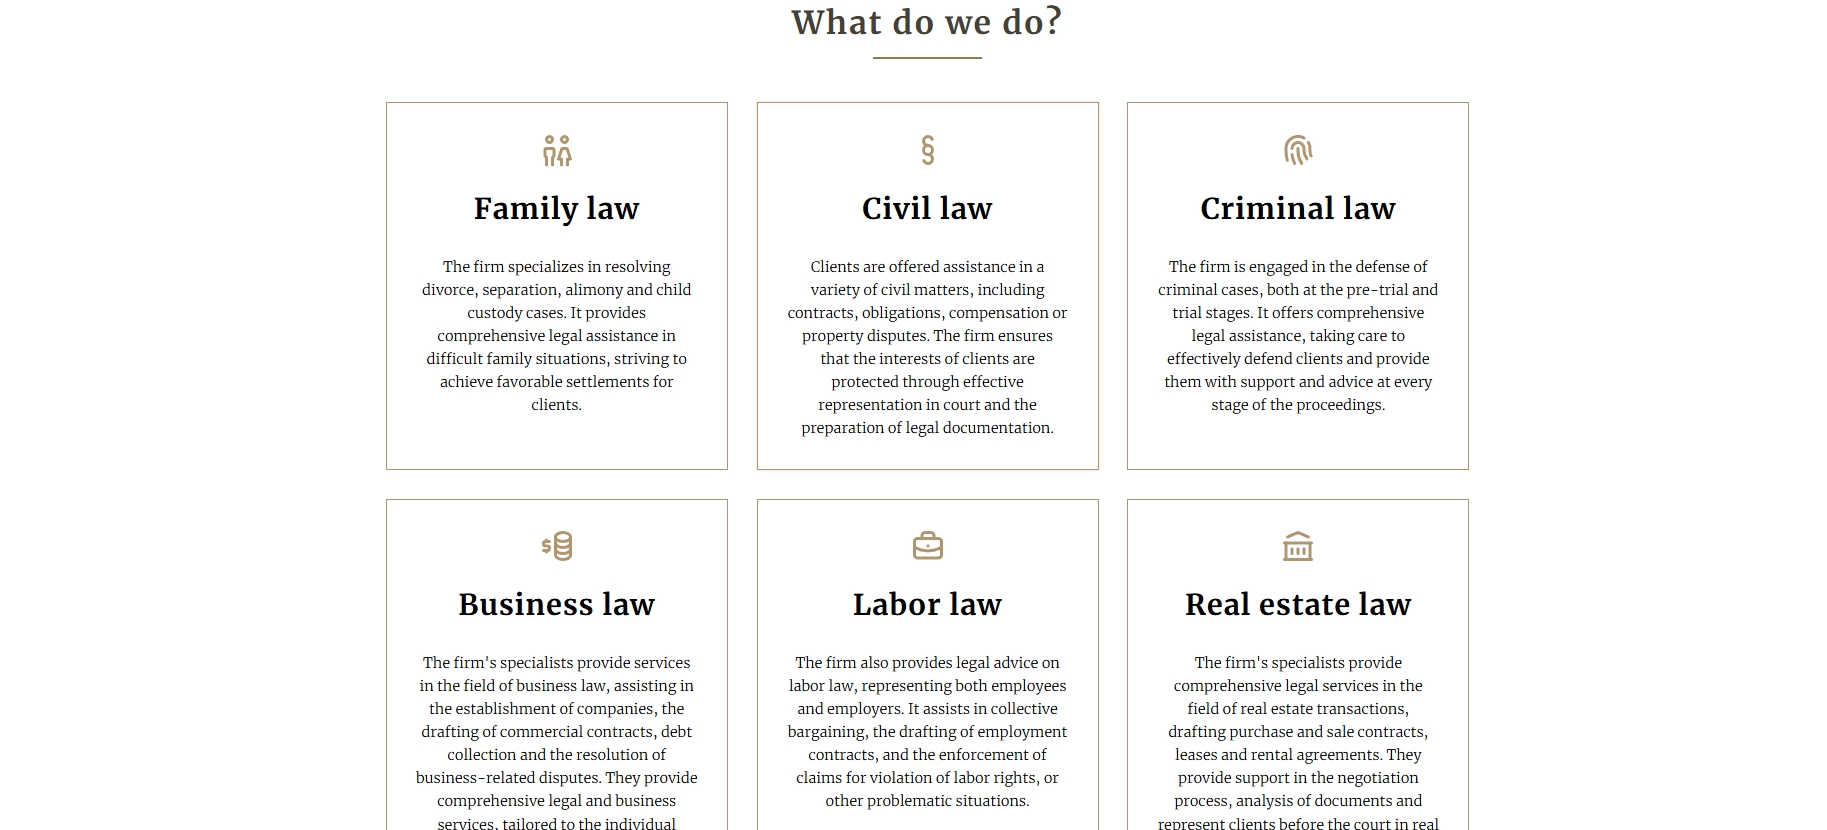 What do we do?
Family law
The firm specializes in resolving
divorce, separation, alimony and child
custody cases. It provides
comprehensive legal assistance in
difficult family situations, striving to
achieve favorable settlements for
clients.
§
Civil law
Clients are offered assistance in a
variety of civil matters, including
contracts, obligations, compensation or
property disputes. The firm ensures
that the interests of clients are
protected through effective
representation in court and the
preparation of legal documentation.
Criminal law
The firm is engaged in the defense of
criminal cases, both at the pre-trial and
trial stages. It offers comprehensive
legal assistance, taking care to
effectively defend clients and provide
them with support and advice at every
stage of the proceedings.
$
Business law
The firm's specialists provide services
in the field of business law, assisting in
the establishment of companies, the
drafting of commercial contracts, debt
collection and the resolution of
business-related disputes. They provide
comprehensive legal and business
services, tailored to the individual
Labor law
The firm also provides legal advice on
labor law, representing both employees
and employers. It assists in collective
bargaining, the drafting of employment
contracts, and the enforcement of
claims for violation of labor rights, or
other problematic situations.
Real estate law
The firm's specialists provide
comprehensive legal services in the
field of real estate transactions,
drafting purchase and sale contracts,
leases and rental agreements. They
provide support in the negotiation
process, analysis of documents and
represent clients before the court in real